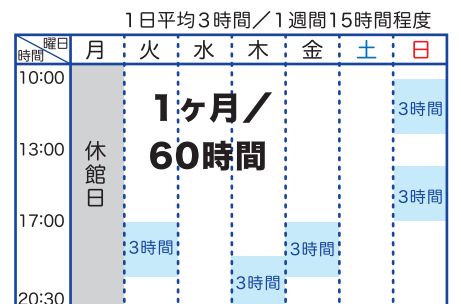 1日平均3時間／1週間15時間程度
曜日
時間
月 火 水 木 金 土 日
10:00
3時間
1ヶ月／
60時間
13:00
休館日
3時間
17:00
3時間 3時間
3時間
20:30